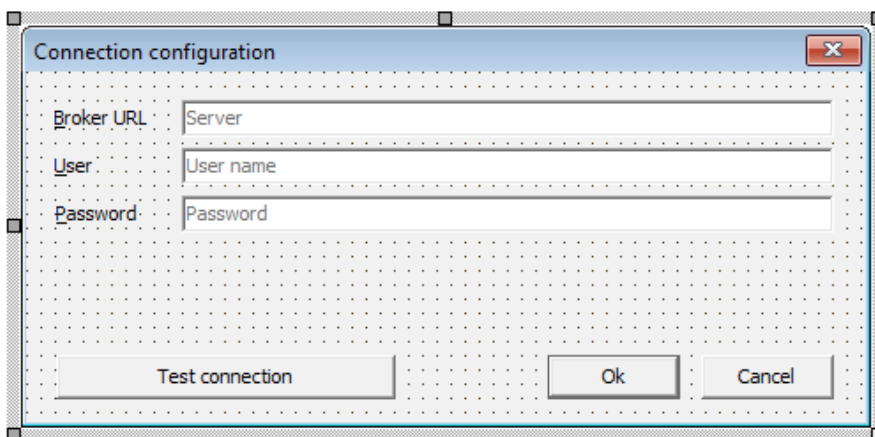 Connection configuration
Broker URL Server
User User name
Password Password
Test connection Ok Cancel